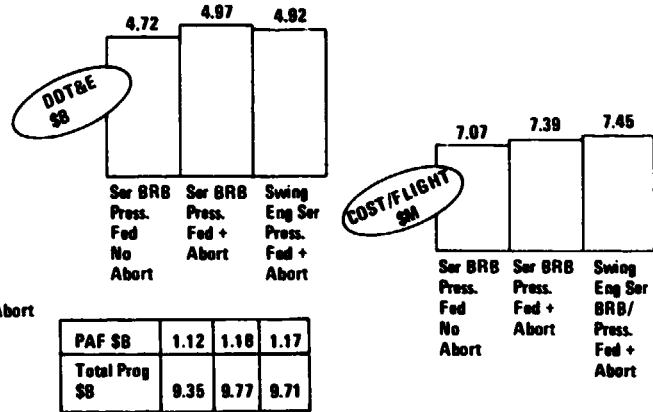 4.72
4.97
4.92
DDT&E
$B
Ser BRB
Press.
Fed
No
Abort
Ser BRB
Press.
Fed +
Abort
Swing
Eng Ser
Press.
Fed +
Abort
7.07
7.39
7.45
COST/FLIGHT
$M
Ser BRB
Press.
Fed
No
Abort
Ser BRB
Press.
Fed +
Abort
Swing
Eng Ser
BRB/
Press.
Fed +
Abort
Abort
PAF $B 1.12 1.18 1.17
Total Prog
$B 9.35 9.77 9.71